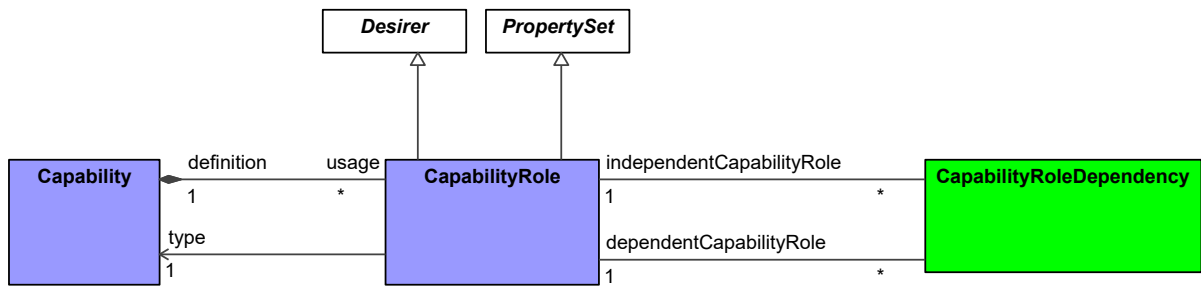 Desirer
PropertySet
definition
usage
independentCapabilityRole
Capability
CapabilityRole
CapabilityRoleDependency
1
*
1
*
type
dependentCapabilityRole
1
1
*